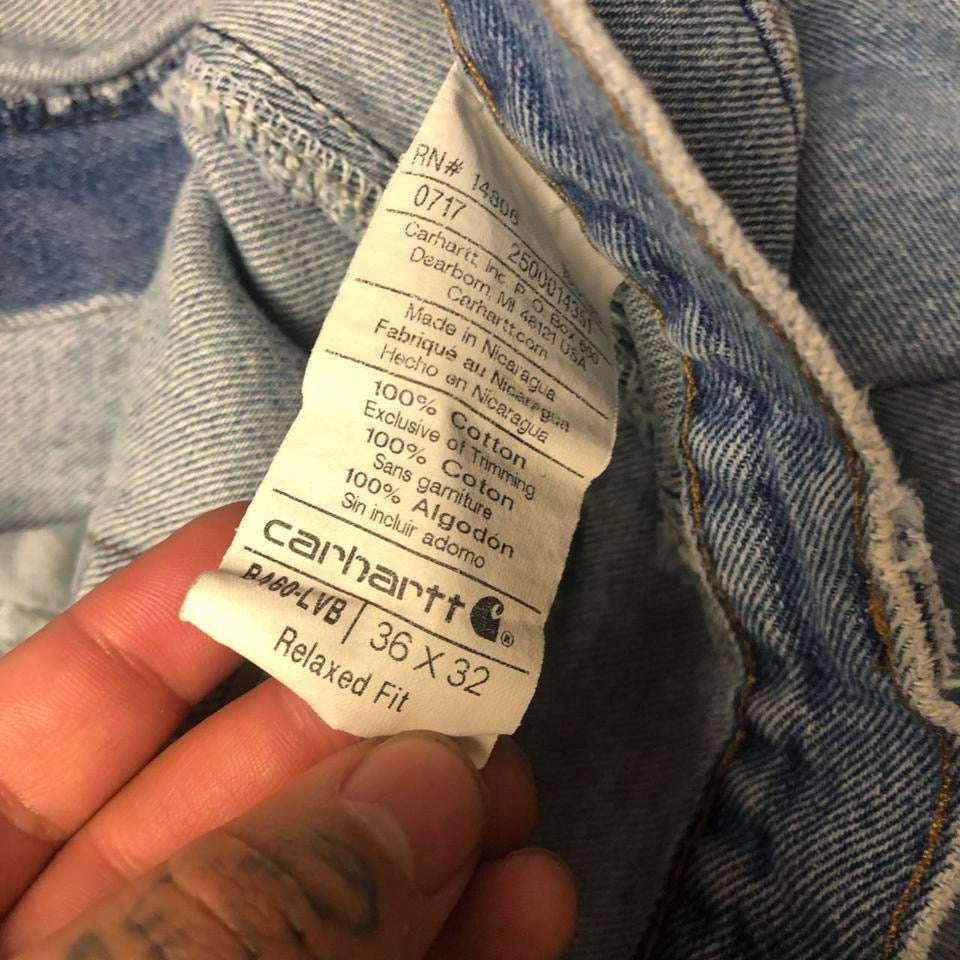 RN# 14806
0717 2500014351
Carhartt, Inc. P. O. Box 600
Dearborn, MI 48121 USA
Carhartt.com
Made in Nicaragua
Fabriqué au Nicaragua
Hecho en Nicaragua
100% Cotton
Exclusive of Trimming
100% Coton
Sans garniture
100% Algodón
Sin incluir adorno
carhartt ®
B460-LVB | 36 X 32
Relaxed Fit